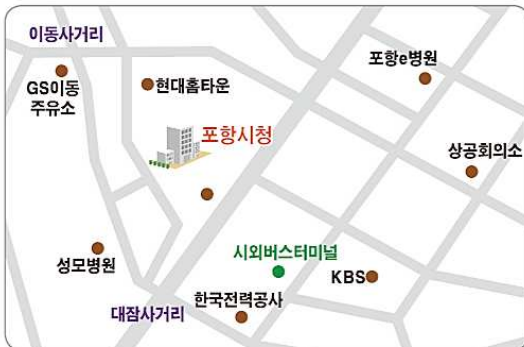 이동사거리
GS이동
주유소
현대홈타운
포항e병원
포항시청
상공회의소
성모병원
시외버스터미널
KBS
대잠사거리
한국전력공사